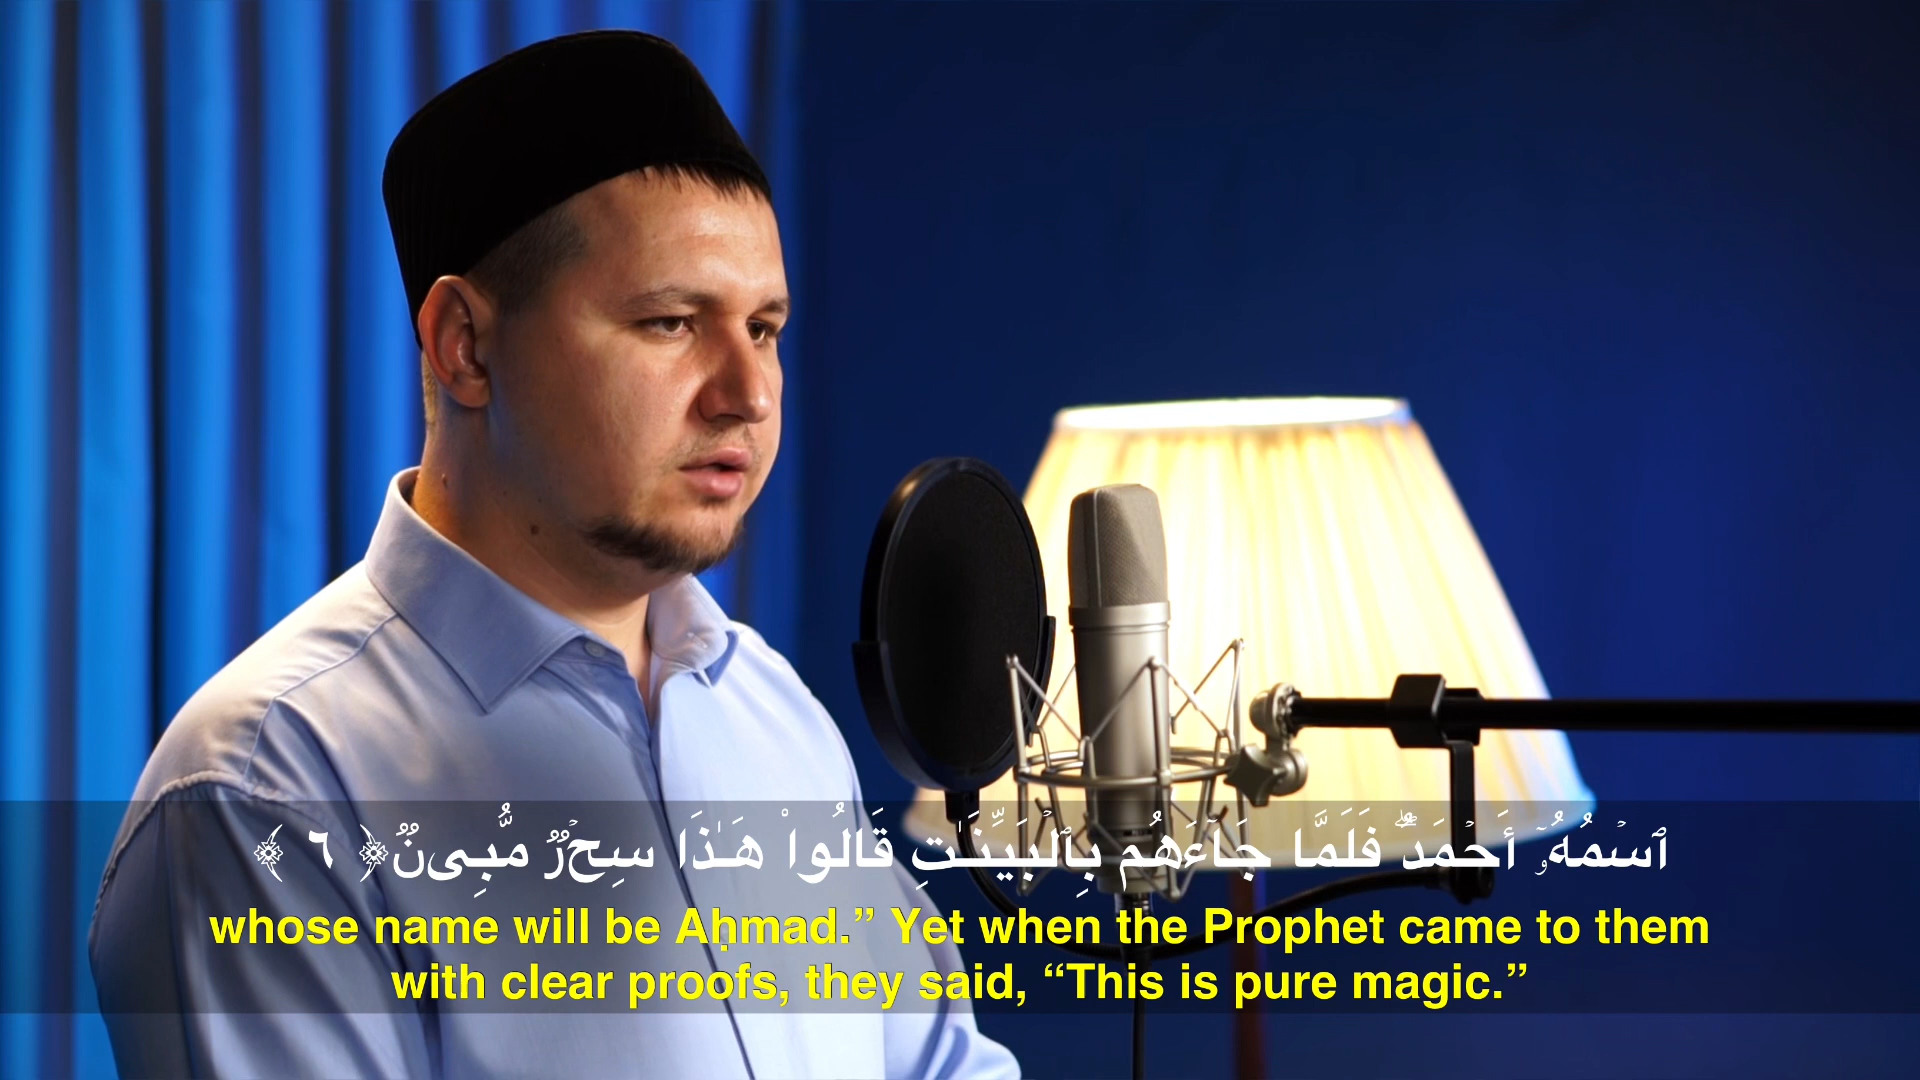 ٱسۡمُهُۥٓ أَحۡمَدُۖ فَلَمَّا جَآءَهُم بِٱلۡبَيِّنَـٰتِ قَالُوا۟ هَـٰذَا سِحۡرٌ مُّبِینٌ ﴿٦﴾
whose name will be Aḥmad.” Yet when the Prophet came to them
with clear proofs, they said, “This is pure magic.”